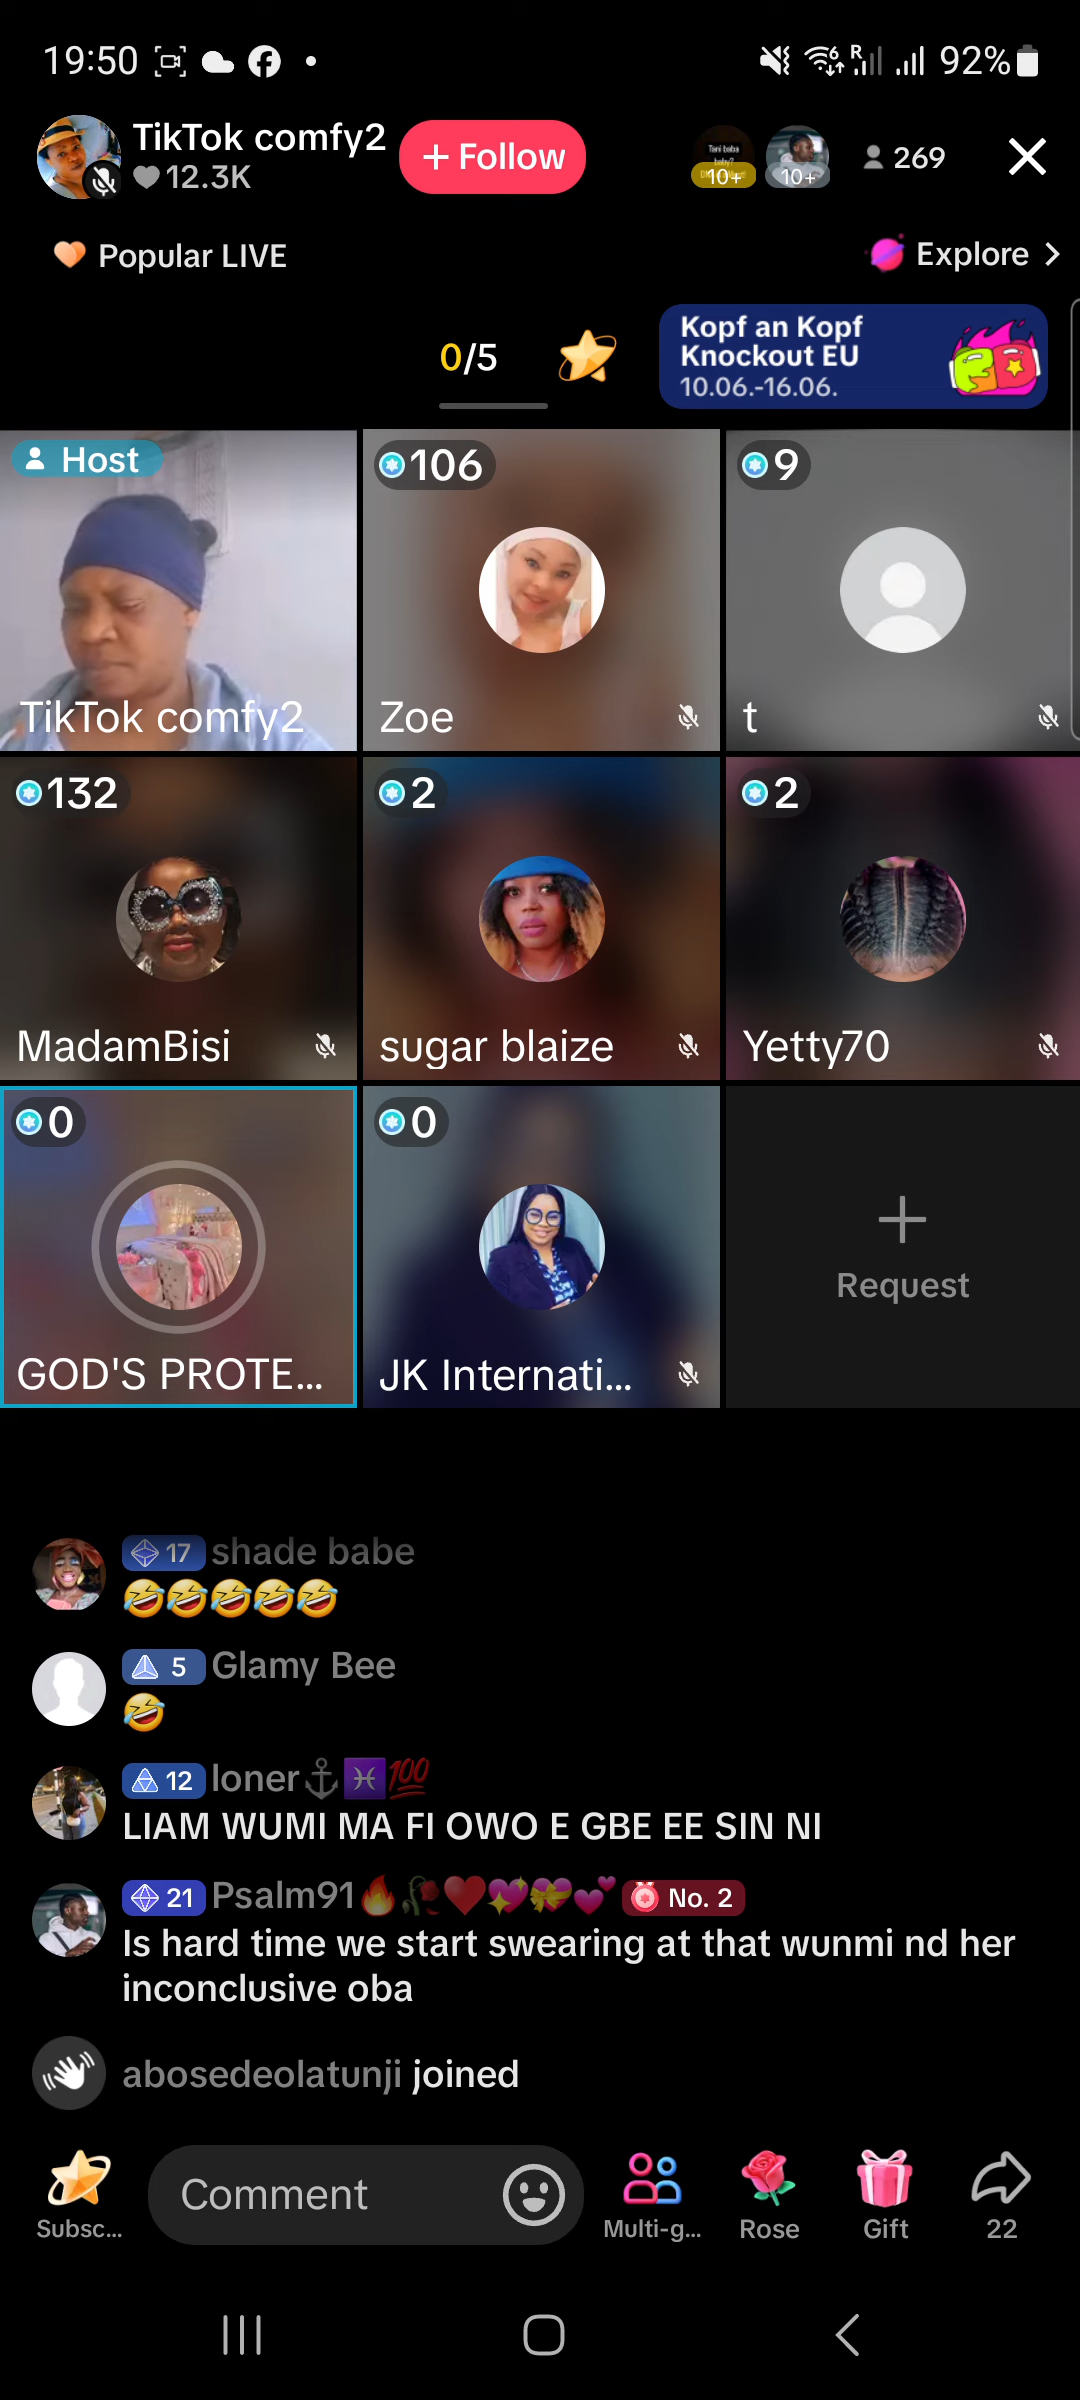 19:50
R
92%
TikTok comfy2
12.3K
+ Follow
Tani baba
baby?
10+
10+
269
Popular LIVE
Explore
0/5
Kopf an Kopf
Knockout EU
10.06.-16.06.
Host
TikTok comfy2
106
Zoe
9
t
132
MadamBisi
2
sugar blaize
2
Yetty70
0
GOD'S PROTE...
0
JK Internati...
Request
17 shade babe
🤣🤣🤣🤣🤣
5 Glamy Bee
🤣
12 loner⚓♓💯
LIAM WUMI MA FI OWO E GBE EE SIN NI
21 Psalm91🔥🥀❤️💖💝💕 No. 2
Is hard time we start swearing at that wunmi nd her
inconclusive oba
abosedeolatunji joined
Comment
Subsc...
Multi-g...
Rose
Gift
22